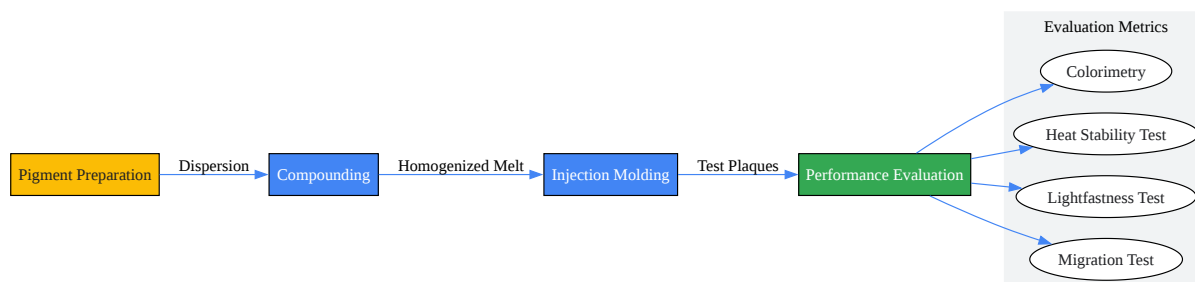 Evaluation Metrics
Colorimetry
Heat Stability Test
Dispersion
Homogenized Melt
Test Plaques
Pigment Preparation
Compounding
Injection Molding
Performance Evaluation
Lightfastness Test
Migration Test